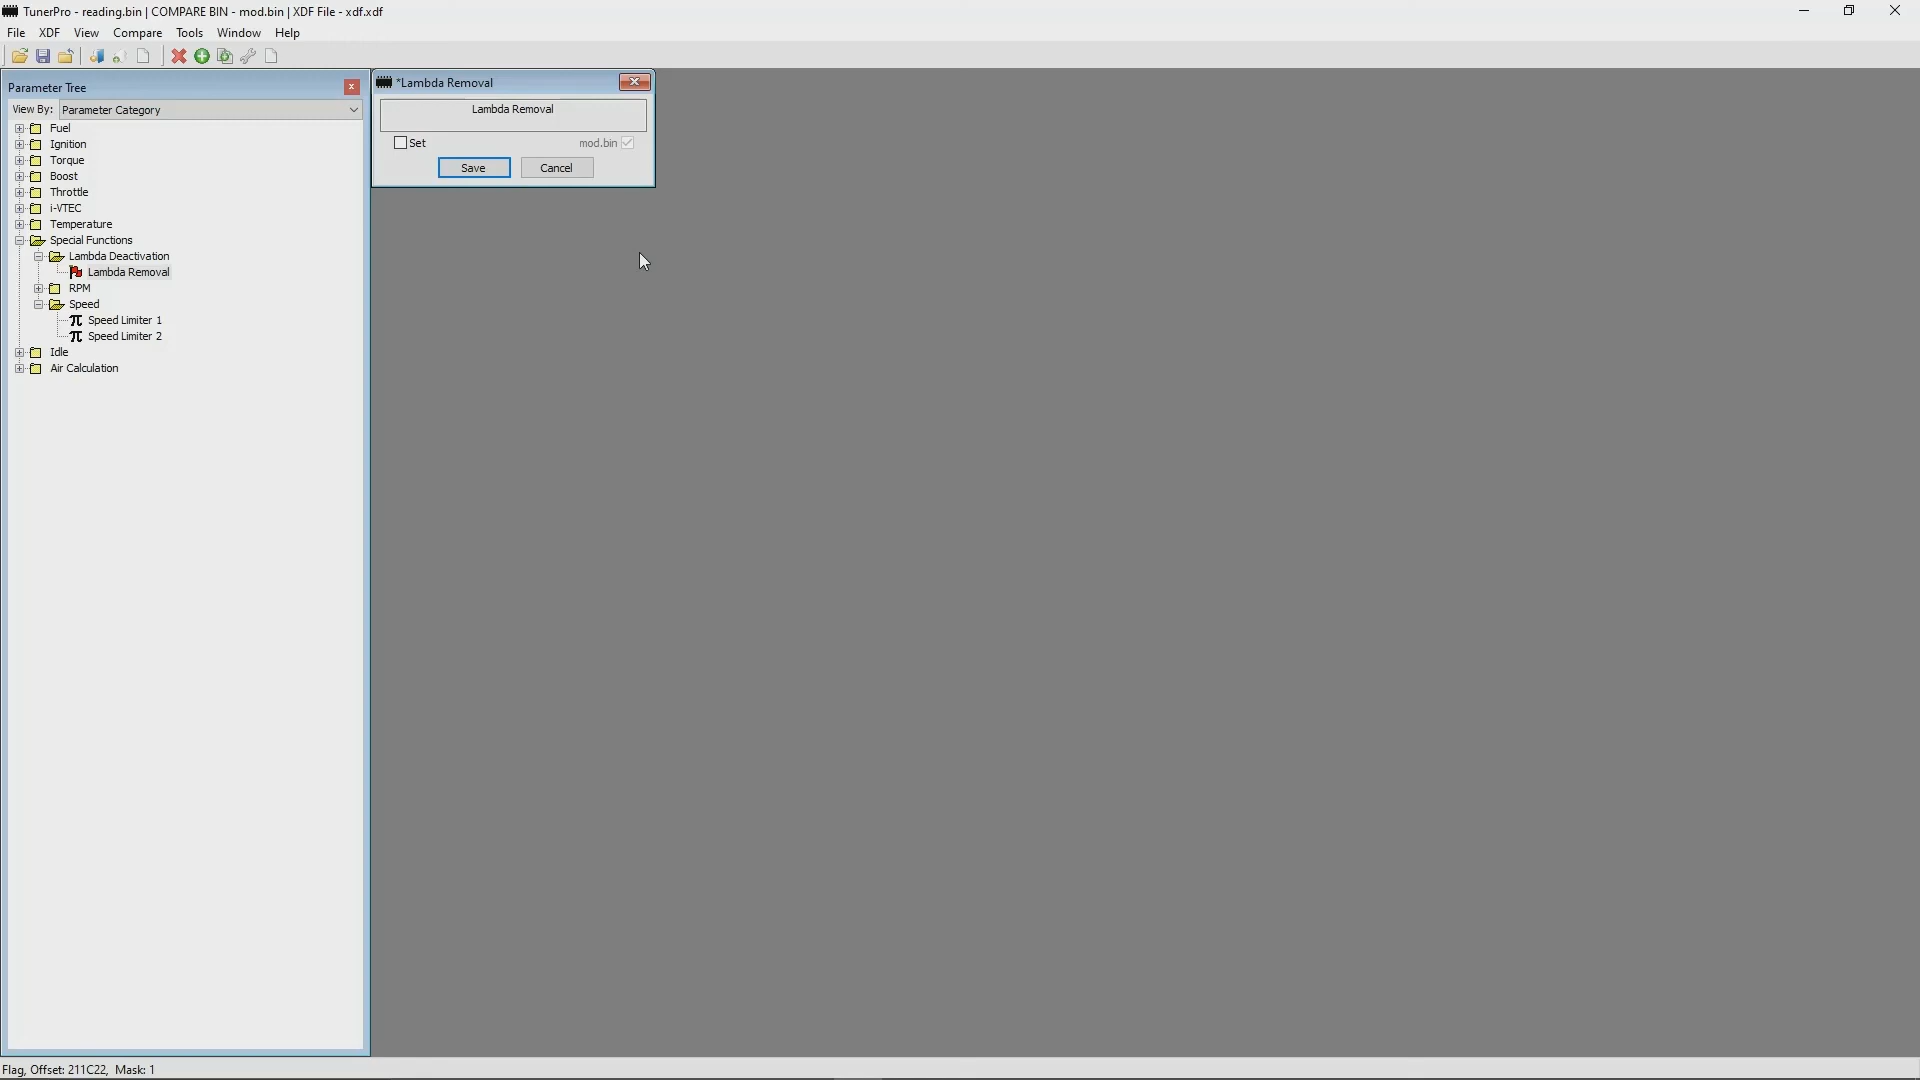 TunerPro - reading.bin | COMPARE BIN - mod.bin | XDF File - xdf.xdf
File XDF View Compare Tools Window Help
Parameter Tree
View By: Parameter Category
Fuel
Ignition
Torque
Boost
Throttle
i-VTEC
Temperature
Special Functions
Lambda Deactivation
Lambda Removal
RPM
Speed
Speed Limiter 1
Speed Limiter 2
Idle
Air Calculation
*Lambda Removal
Lambda Removal
Set mod.bin
Save Cancel
Flag, Offset: 211C22, Mask: 1